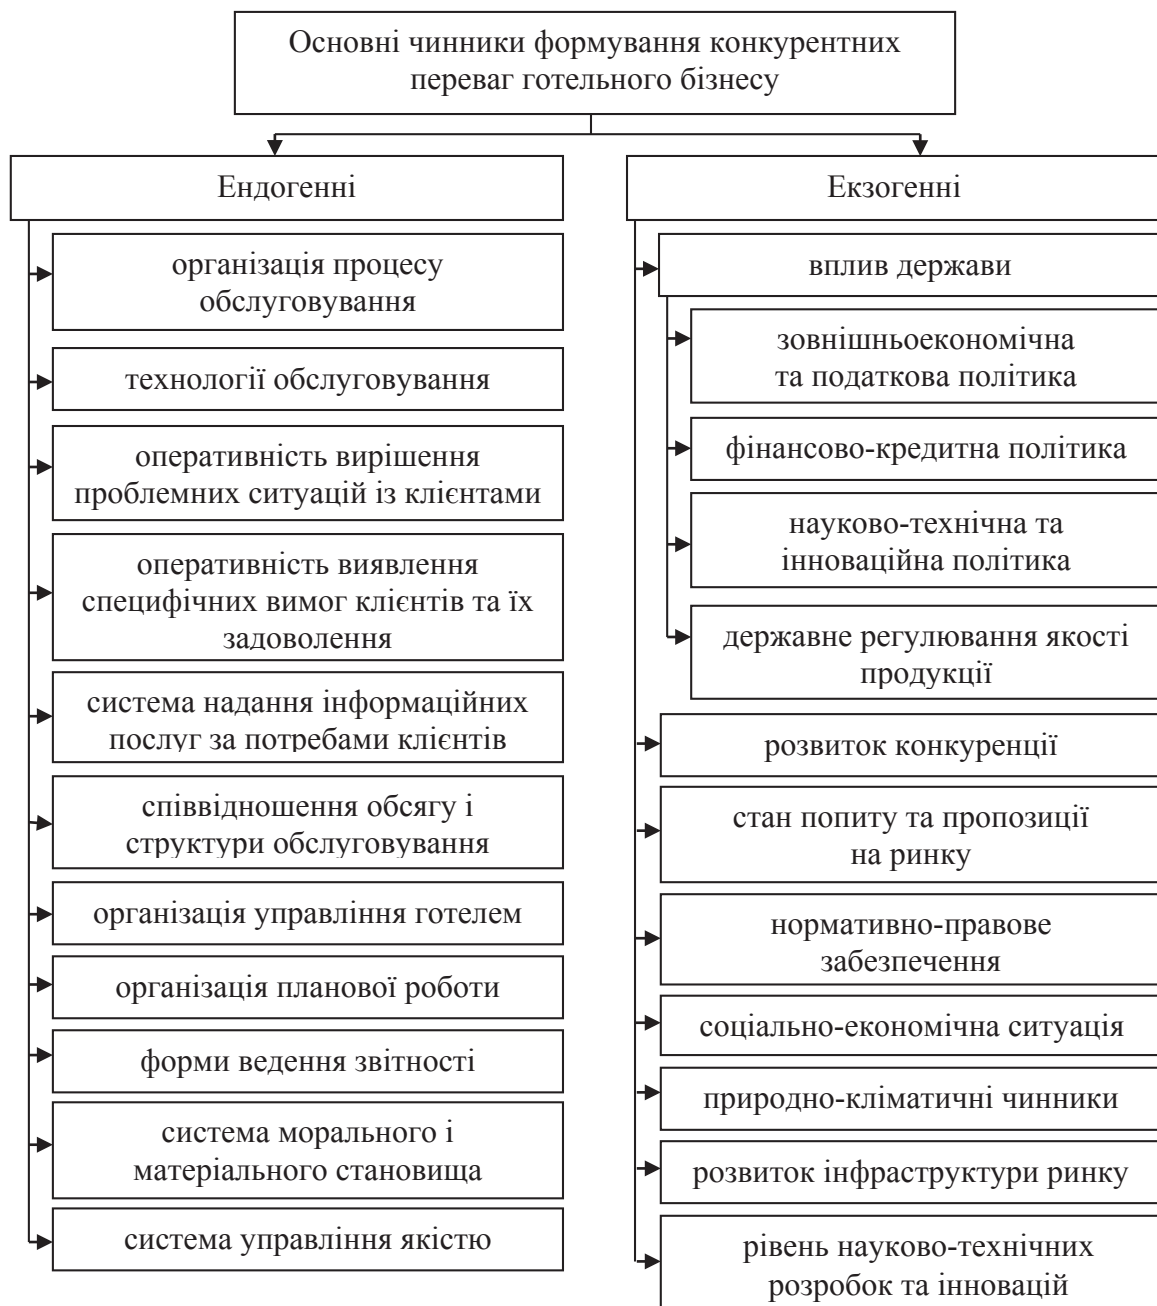 Основні чинники формування конкурентних
переваг готельного бізнесу
Ендогенні
організація процесу
обслуговування
технології обслуговування
оперативність вирішення
проблемних ситуацій із клієнтами
оперативність виявлення
специфічних вимог клієнтів та їх
задоволення
система надання інформаційних
послуг за потребами клієнтів
співвідношення обсягу і
структури обслуговування
організація управління готелем
організація планової роботи
форми ведення звітності
система морального і
матеріального становища
система управління якістю
Екзогенні
вплив держави
зовнішньоекономічна
та податкова політика
фінансово-кредитна політика
науково-технічна та
інноваційна політика
державне регулювання якості
продукції
розвиток конкуренції
стан попиту та пропозиції
на ринку
нормативно-правове
забезпечення
соціально-економічна ситуація
природно-кліматичні чинники
розвиток інфраструктури ринку
рівень науково-технічних
розробок та інновацій